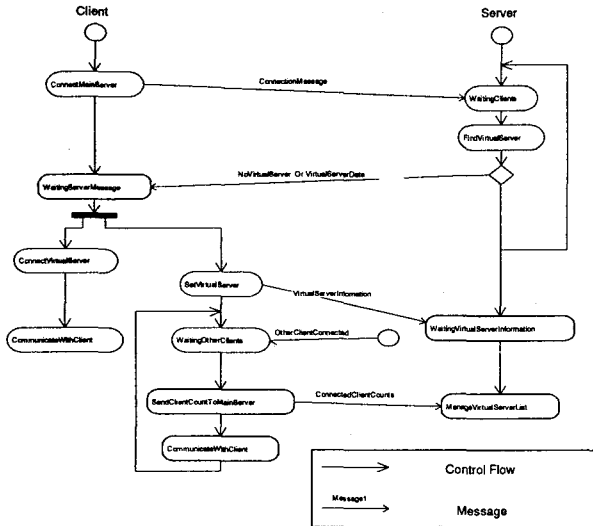 Client
Server
ConnectMainServer
ConnectionMessage
WaitingClients
FindVirtualServer
WaitingServerMessage
NoVirtualServer Or VirtualServerData
ConnectVirtualServer
SetVirtualServer
VirtualServerInformation
CommunicateWithClient
WaitingOtherClients
OtherClientConnected
WaitingVirtualServerInformation
SendClientCountToMainServer
ConnectedClientCounts
ManageVirtualServerList
CommunicateWithClient
Control Flow
Message1
Message